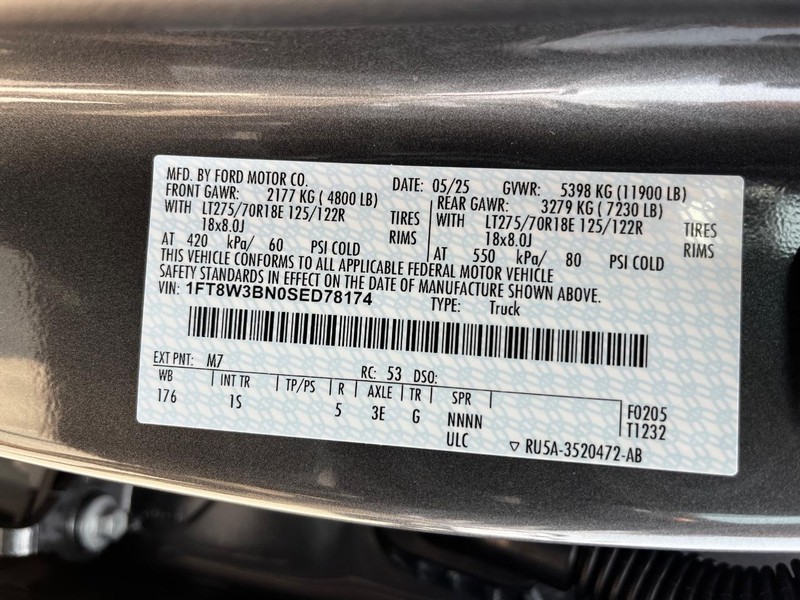 MFD. BY FORD MOTOR CO. DATE: 05/25 GVWR: 5398 KG (11900 LB)
FRONT GAWR: 2177 KG ( 4800 LB) REAR GAWR: 3279 KG ( 7230 LB)
WITH LT275/70R18E 125/122R TIRES WITH LT275/70R18E 125/122R TIRES
18x8.0J RIMS 18x8.0J RIMS
AT 420 kPa/ 60 PSI COLD AT 550 kPa/ 80 PSI COLD
THIS VEHICLE CONFORMS TO ALL APPLICABLE FEDERAL MOTOR VEHICLE
SAFETY STANDARDS IN EFFECT ON THE DATE OF MANUFACTURE SHOWN ABOVE.
VIN: 1FT8W3BN0SED78174 TYPE: Truck
EXT PNT: M7 RC: 53 DSO:
WB INT TR TP/PS R AXLE TR SPR
176 1S 5 3E G NNNN F0205
ULC T1232
RU5A-3520472-AB